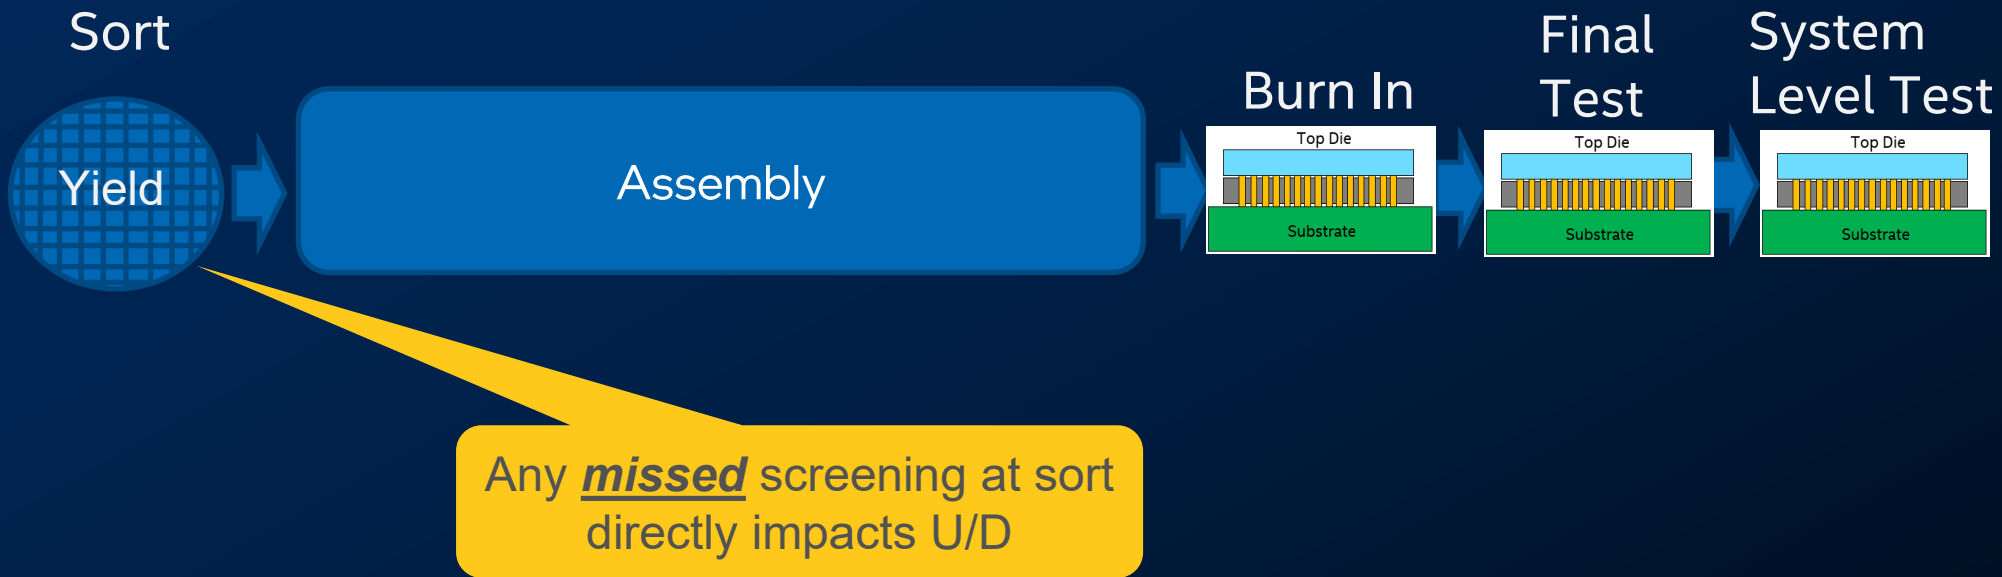 Sort
Yield
Assembly
Burn In
Top Die
Substrate
Final
Test
Top Die
Substrate
System
Level Test
Top Die
Substrate
Any missed screening at sort
directly impacts U/D